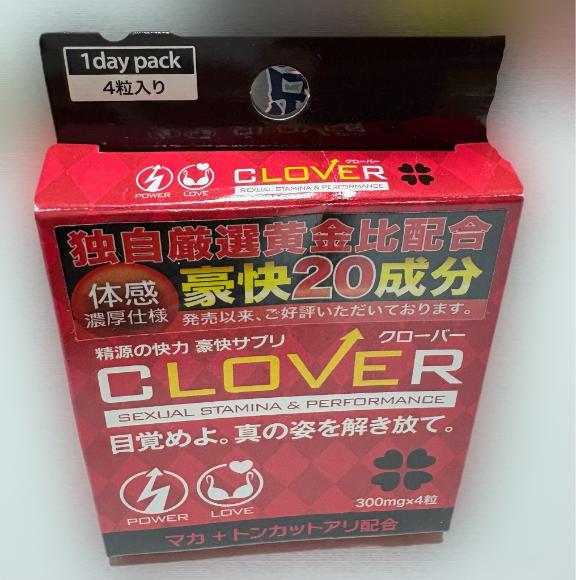 1day pack
4粒入り
クローバー
CLOVER
POWER
LOVE
SEXUAL STAMINA & PERFORMANCE
独自厳選黄金比配合
体感
濃厚仕様
豪快20成分
発売以来、ご好評いただいております。
精源の快力 豪快サプリ
クローバー
CLOVER
SEXUAL STAMINA & PERFORMANCE
目覚めよ。真の姿を解き放て。
POWER
LOVE
300mg×4粒
マカ+トンカットアリ配合